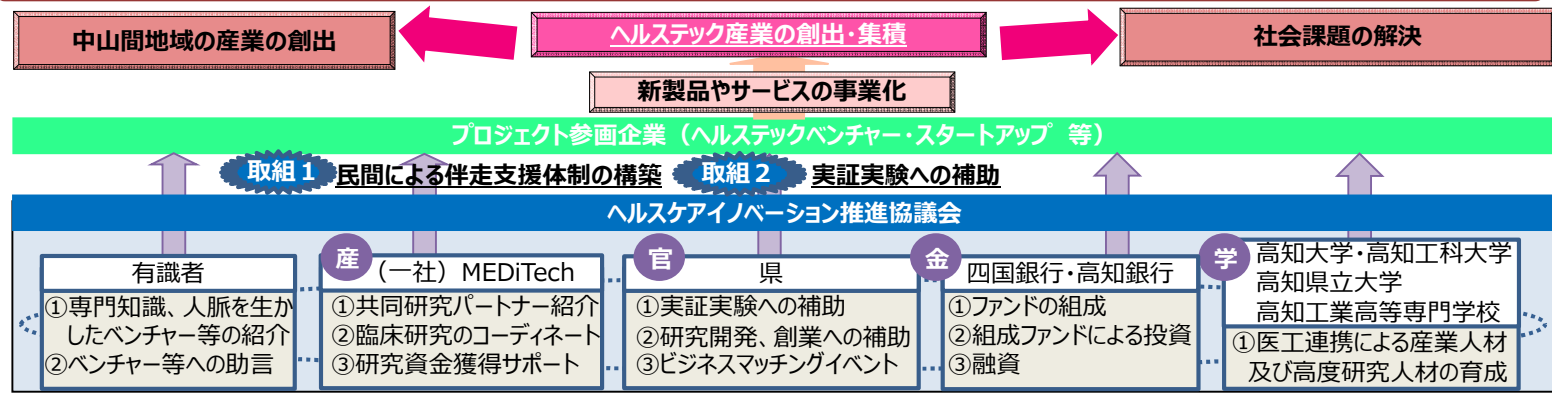 中山間地域の産業の創出
ヘルステック産業の創出・集積
社会課題の解決
新製品やサービスの事業化
プロジェクト参画企業（ヘルステックベンチャー・スタートアップ 等）
取組１
民間による伴走支援体制の構築
取組２
実証実験への補助
ヘルスケアイノベーション推進協議会
有識者
①専門知識、人脈を生か
したベンチャー等の紹介
②ベンチャー等への助言
産
（一社）MEDiTech
①共同研究パートナー紹介
②臨床研究のコーディネート
③研究資金獲得サポート
官
県
①実証実験への補助
②研究開発、創業への補助
③ビジネスマッチングイベント
金
四国銀行・高知銀行
①ファンドの組成
②組成ファンドによる投資
③融資
学
高知大学・高知工科大学
高知県立大学
高知工業高等専門学校
①医工連携による産業人材
及び高度研究人材の育成